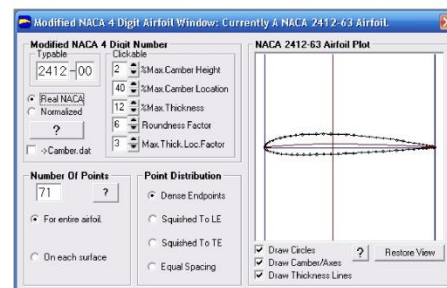 Modified NACA 4 Digit Airfoil Window: Currently A NACA 2412-63 Airfoil.
Modified NACA 4 Digit Number
Typable
2412-00
Real NACA
Normalized
?
->Camber.dat
Clickable
2 %Max.Camber Height
40 %Max.Camber Location
12 %Max.Thickness
6 Roundness Factor
3 Max.Thick.Loc.Factor
Number Of Points
71 ?
For entire airfoil
On each surface
Point Distribution
Dense Endpoints
Squished To LE
Squished To TE
Equal Spacing
NACA 2412-63 Airfoil Plot
Draw Circles
Draw Camber/Axes
Draw Thickness Lines
?
Restore View